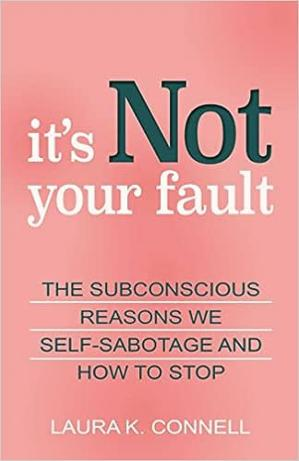 it's Not
your fault
THE SUBCONSCIOUS
REASONS WE
SELF-SABOTAGE AND
HOW TO STOP
LAURA K. CONNELL